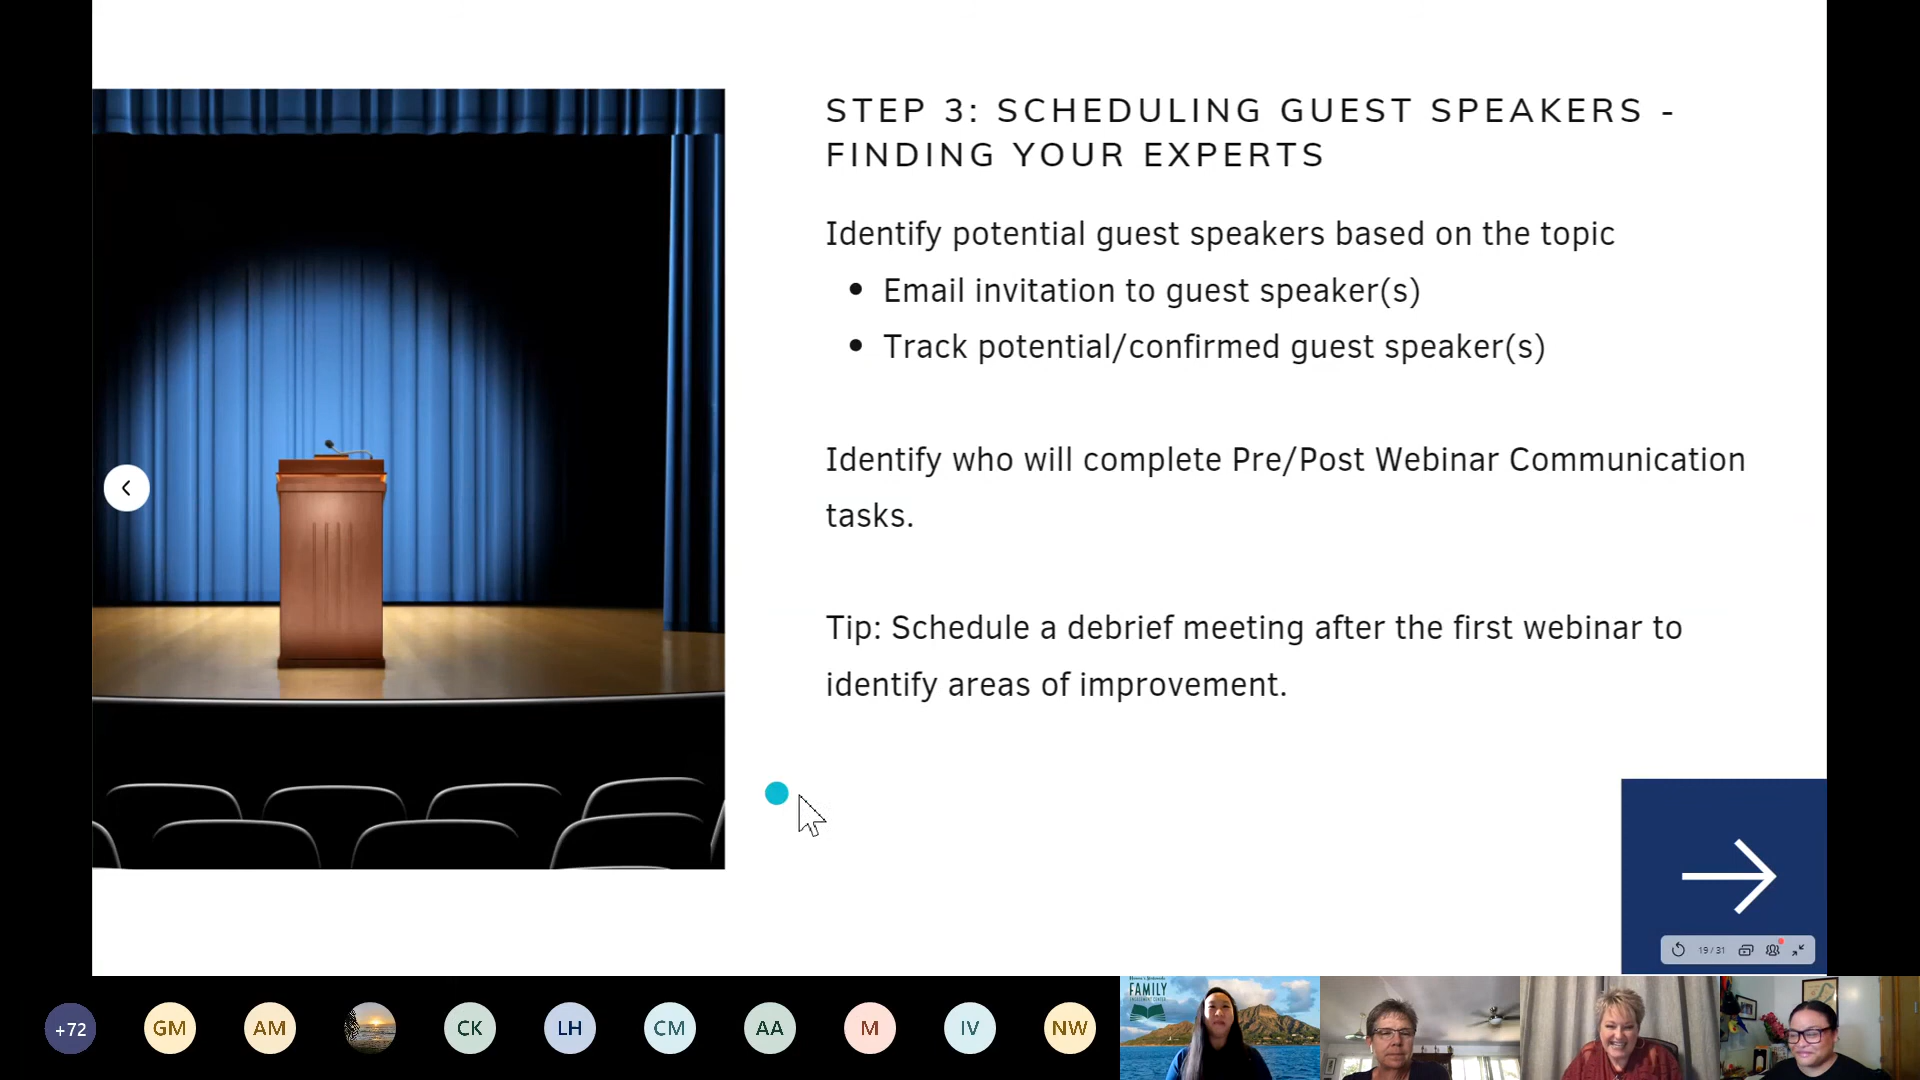 STEP 3: SCHEDULING GUEST SPEAKERS -
FINDING YOUR EXPERTS
Identify potential guest speakers based on the topic
• Email invitation to guest speaker(s)
• Track potential/confirmed guest speaker(s)
Identify who will complete Pre/Post Webinar Communication
tasks.
Tip: Schedule a debrief meeting after the first webinar to
identify areas of improvement.
19 / 31
+72
GM
AM
CK
LH
CM
AA
M
IV
NW
FAMILY